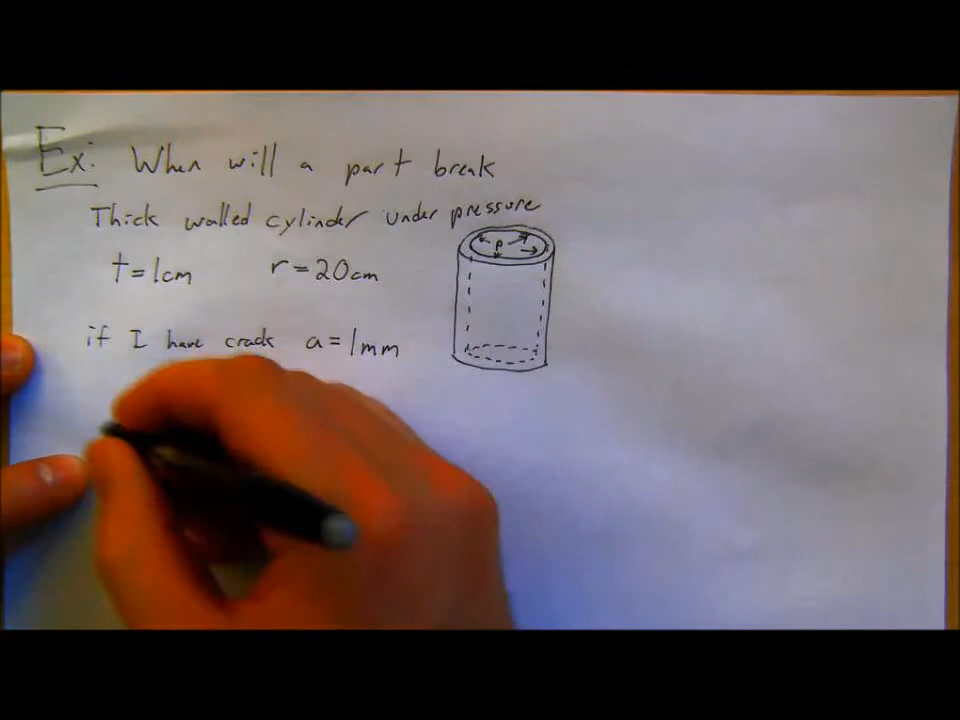 Ex: When will a part break
Thick walled cylinder under pressure
t=1cm r=20cm
P
if I have crack a=1mm